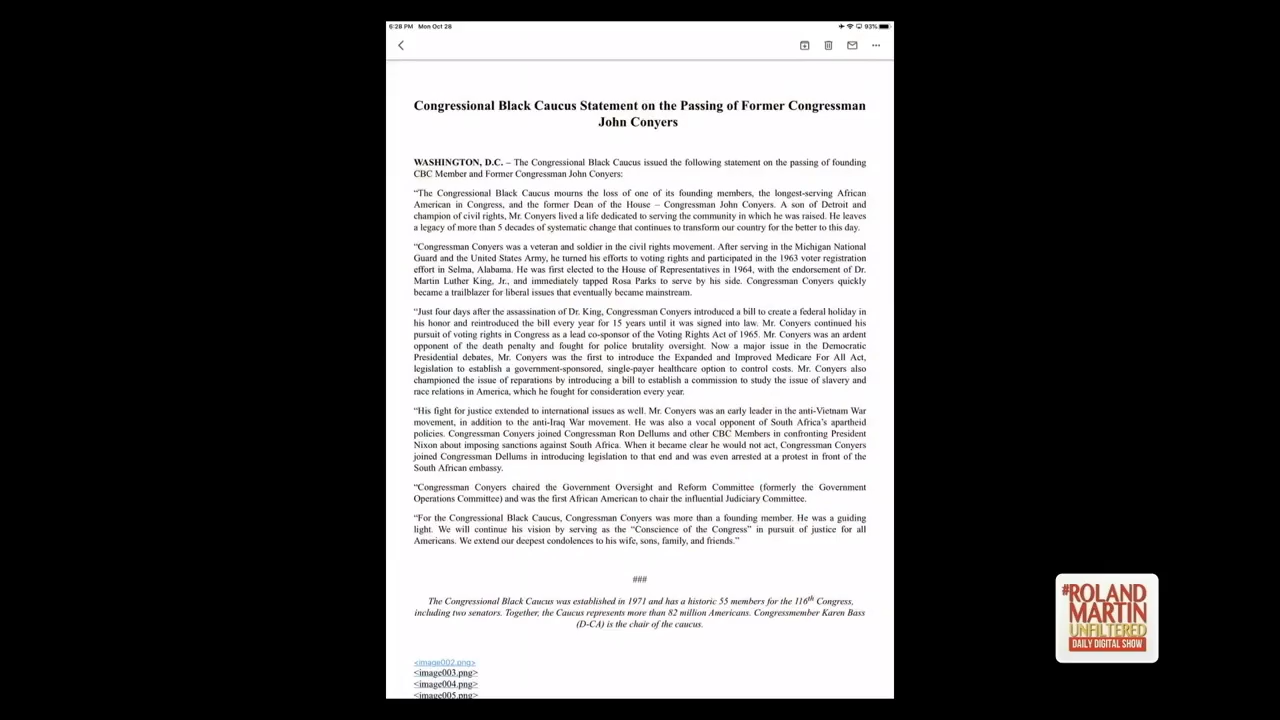 6:28 PM Mon Oct 28
93%
Congressional Black Caucus Statement on the Passing of Former Congressman
John Conyers
WASHINGTON, D.C. – The Congressional Black Caucus issued the following statement on the passing of founding
CBC Member and Former Congressman John Conyers:
“The Congressional Black Caucus mourns the loss of one of its founding members, the longest-serving African
American in Congress, and the former Dean of the House – Congressman John Conyers. A son of Detroit and
champion of civil rights, Mr. Conyers lived a life dedicated to serving the community in which he was raised. He leaves
a legacy of more than 5 decades of systematic change that continues to transform our country for the better to this day.
“Congressman Conyers was a veteran and soldier in the civil rights movement. After serving in the Michigan National
Guard and the United States Army, he turned his efforts to voting rights and participated in the 1963 voter registration
effort in Selma, Alabama. He was first elected to the House of Representatives in 1964, with the endorsement of Dr.
Martin Luther King, Jr., and immediately tapped Rosa Parks to serve by his side. Congressman Conyers quickly
became a trailblazer for liberal issues that eventually became mainstream.
“Just four days after the assassination of Dr. King, Congressman Conyers introduced a bill to create a federal holiday in
his honor and reintroduced the bill every year for 15 years until it was signed into law. Mr. Conyers continued his
pursuit of voting rights in Congress as a lead co-sponsor of the Voting Rights Act of 1965. Mr. Conyers was an ardent
opponent of the death penalty and fought for police brutality oversight. Now a major issue in the Democratic
Presidential debates, Mr. Conyers was the first to introduce the Expanded and Improved Medicare For All Act,
legislation to establish a government-sponsored, single-payer healthcare option to control costs. Mr. Conyers also
championed the issue of reparations by introducing a bill to establish a commission to study the issue of slavery and
race relations in America, which he fought for consideration every year.
“His fight for justice extended to international issues as well. Mr. Conyers was an early leader in the anti-Vietnam War
movement, in addition to the anti-Iraq War movement. He was also a vocal opponent of South Africa’s apartheid
policies. Congressman Conyers joined Congressman Ron Dellums and other CBC Members in confronting President
Nixon about imposing sanctions against South Africa. When it became clear he would not act, Congressman Conyers
joined Congressman Dellums in introducing legislation to that end and was even arrested at a protest in front of the
South African embassy.
“Congressman Conyers chaired the Government Oversight and Reform Committee (formerly the Government
Operations Committee) and was the first African American to chair the influential Judiciary Committee.
“For the Congressional Black Caucus, Congressman Conyers was more than a founding member. He was a guiding
light. We will continue his vision by serving as the “Conscience of the Congress” in pursuit of justice for all
Americans. We extend our deepest condolences to his wife, sons, family, and friends.”
###
The Congressional Black Caucus was established in 1971 and has a historic 55 members for the 116th Congress,
including two senators. Together, the Caucus represents more than 82 million Americans. Congressmember Karen Bass
(D-CA) is the chair of the caucus.
<image002.png>
<image003.png>
<image004.png>
<image005.png>
#ROLAND
MARTIN
UNFILTERED
DAILY DIGITAL SHOW